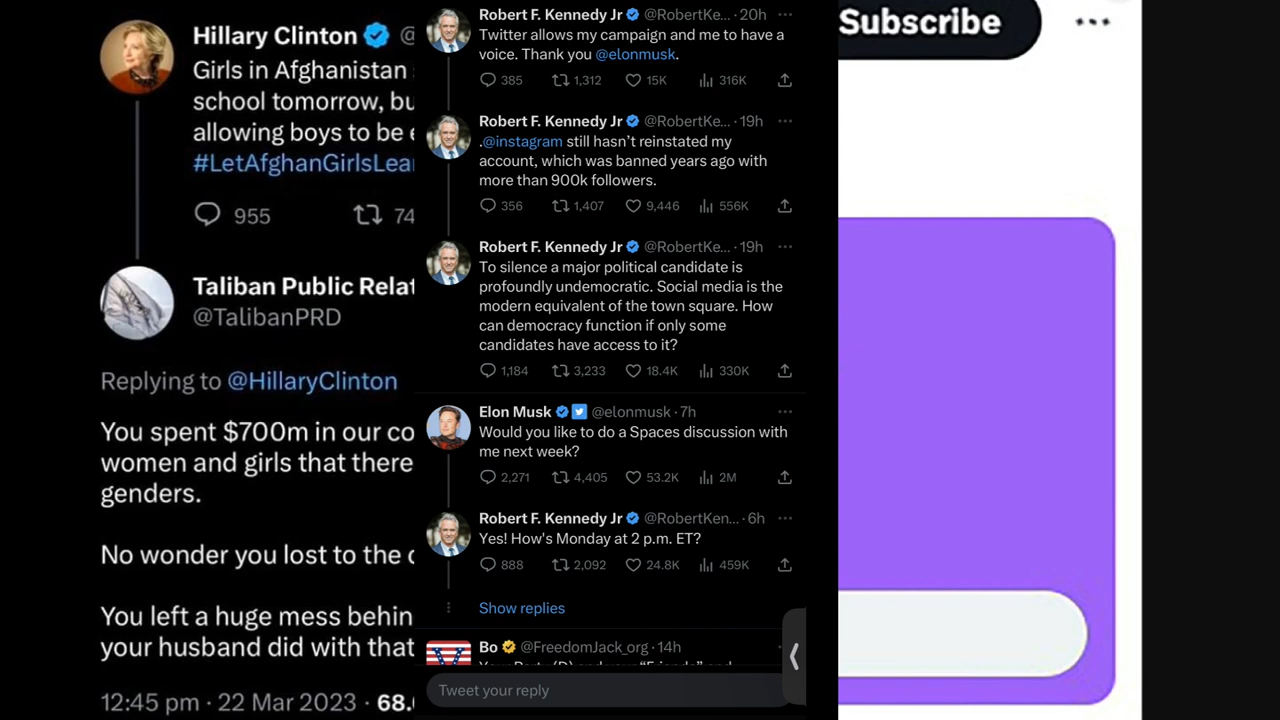 Hillary Clinton @
Girls in Afghanistan
school tomorrow, bu
allowing boys to be e
#LetAfghanGirlsLear
955 74
Taliban Public Relat
@TalibanPRD
Replying to @HillaryClinton
You spent $700m in our co
women and girls that there
genders.
No wonder you lost to the
You left a huge mess behin
your husband did with that
12:45 pm · 22 Mar 2023 · 68.
Robert F. Kennedy Jr @RobertKe... · 20h
Twitter allows my campaign and me to have a
voice. Thank you @elonmusk.
385 1,312 15K 316K
Robert F. Kennedy Jr @RobertKe... · 19h
.@instagram still hasn’t reinstated my
account, which was banned years ago with
more than 900k followers.
356 1,407 9,446 556K
Robert F. Kennedy Jr @RobertKe... · 19h
To silence a major political candidate is
profoundly undemocratic. Social media is the
modern equivalent of the town square. How
can democracy function if only some
candidates have access to it?
1,184 3,233 18.4K 330K
Elon Musk @elonmusk · 7h
Would you like to do a Spaces discussion with
me next week?
2,271 4,405 53.2K 2M
Robert F. Kennedy Jr @RobertKen... · 6h
Yes! How's Monday at 2 p.m. ET?
888 2,092 24.8K 459K
Show replies
Bo @FreedomJack_org · 14h
Tweet your reply
Subscribe